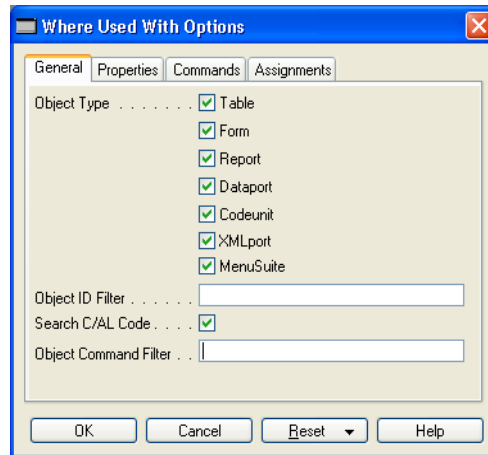 Where Used With Options
General Properties Commands Assignments
Object Type . . . . . . . Table
Form
Report
Dataport
Codeunit
XMLport
MenuSuite
Object ID Filter . . . . . .
Search C/AL Code . . . .
Object Command Filter . .
OK Cancel Reset Help